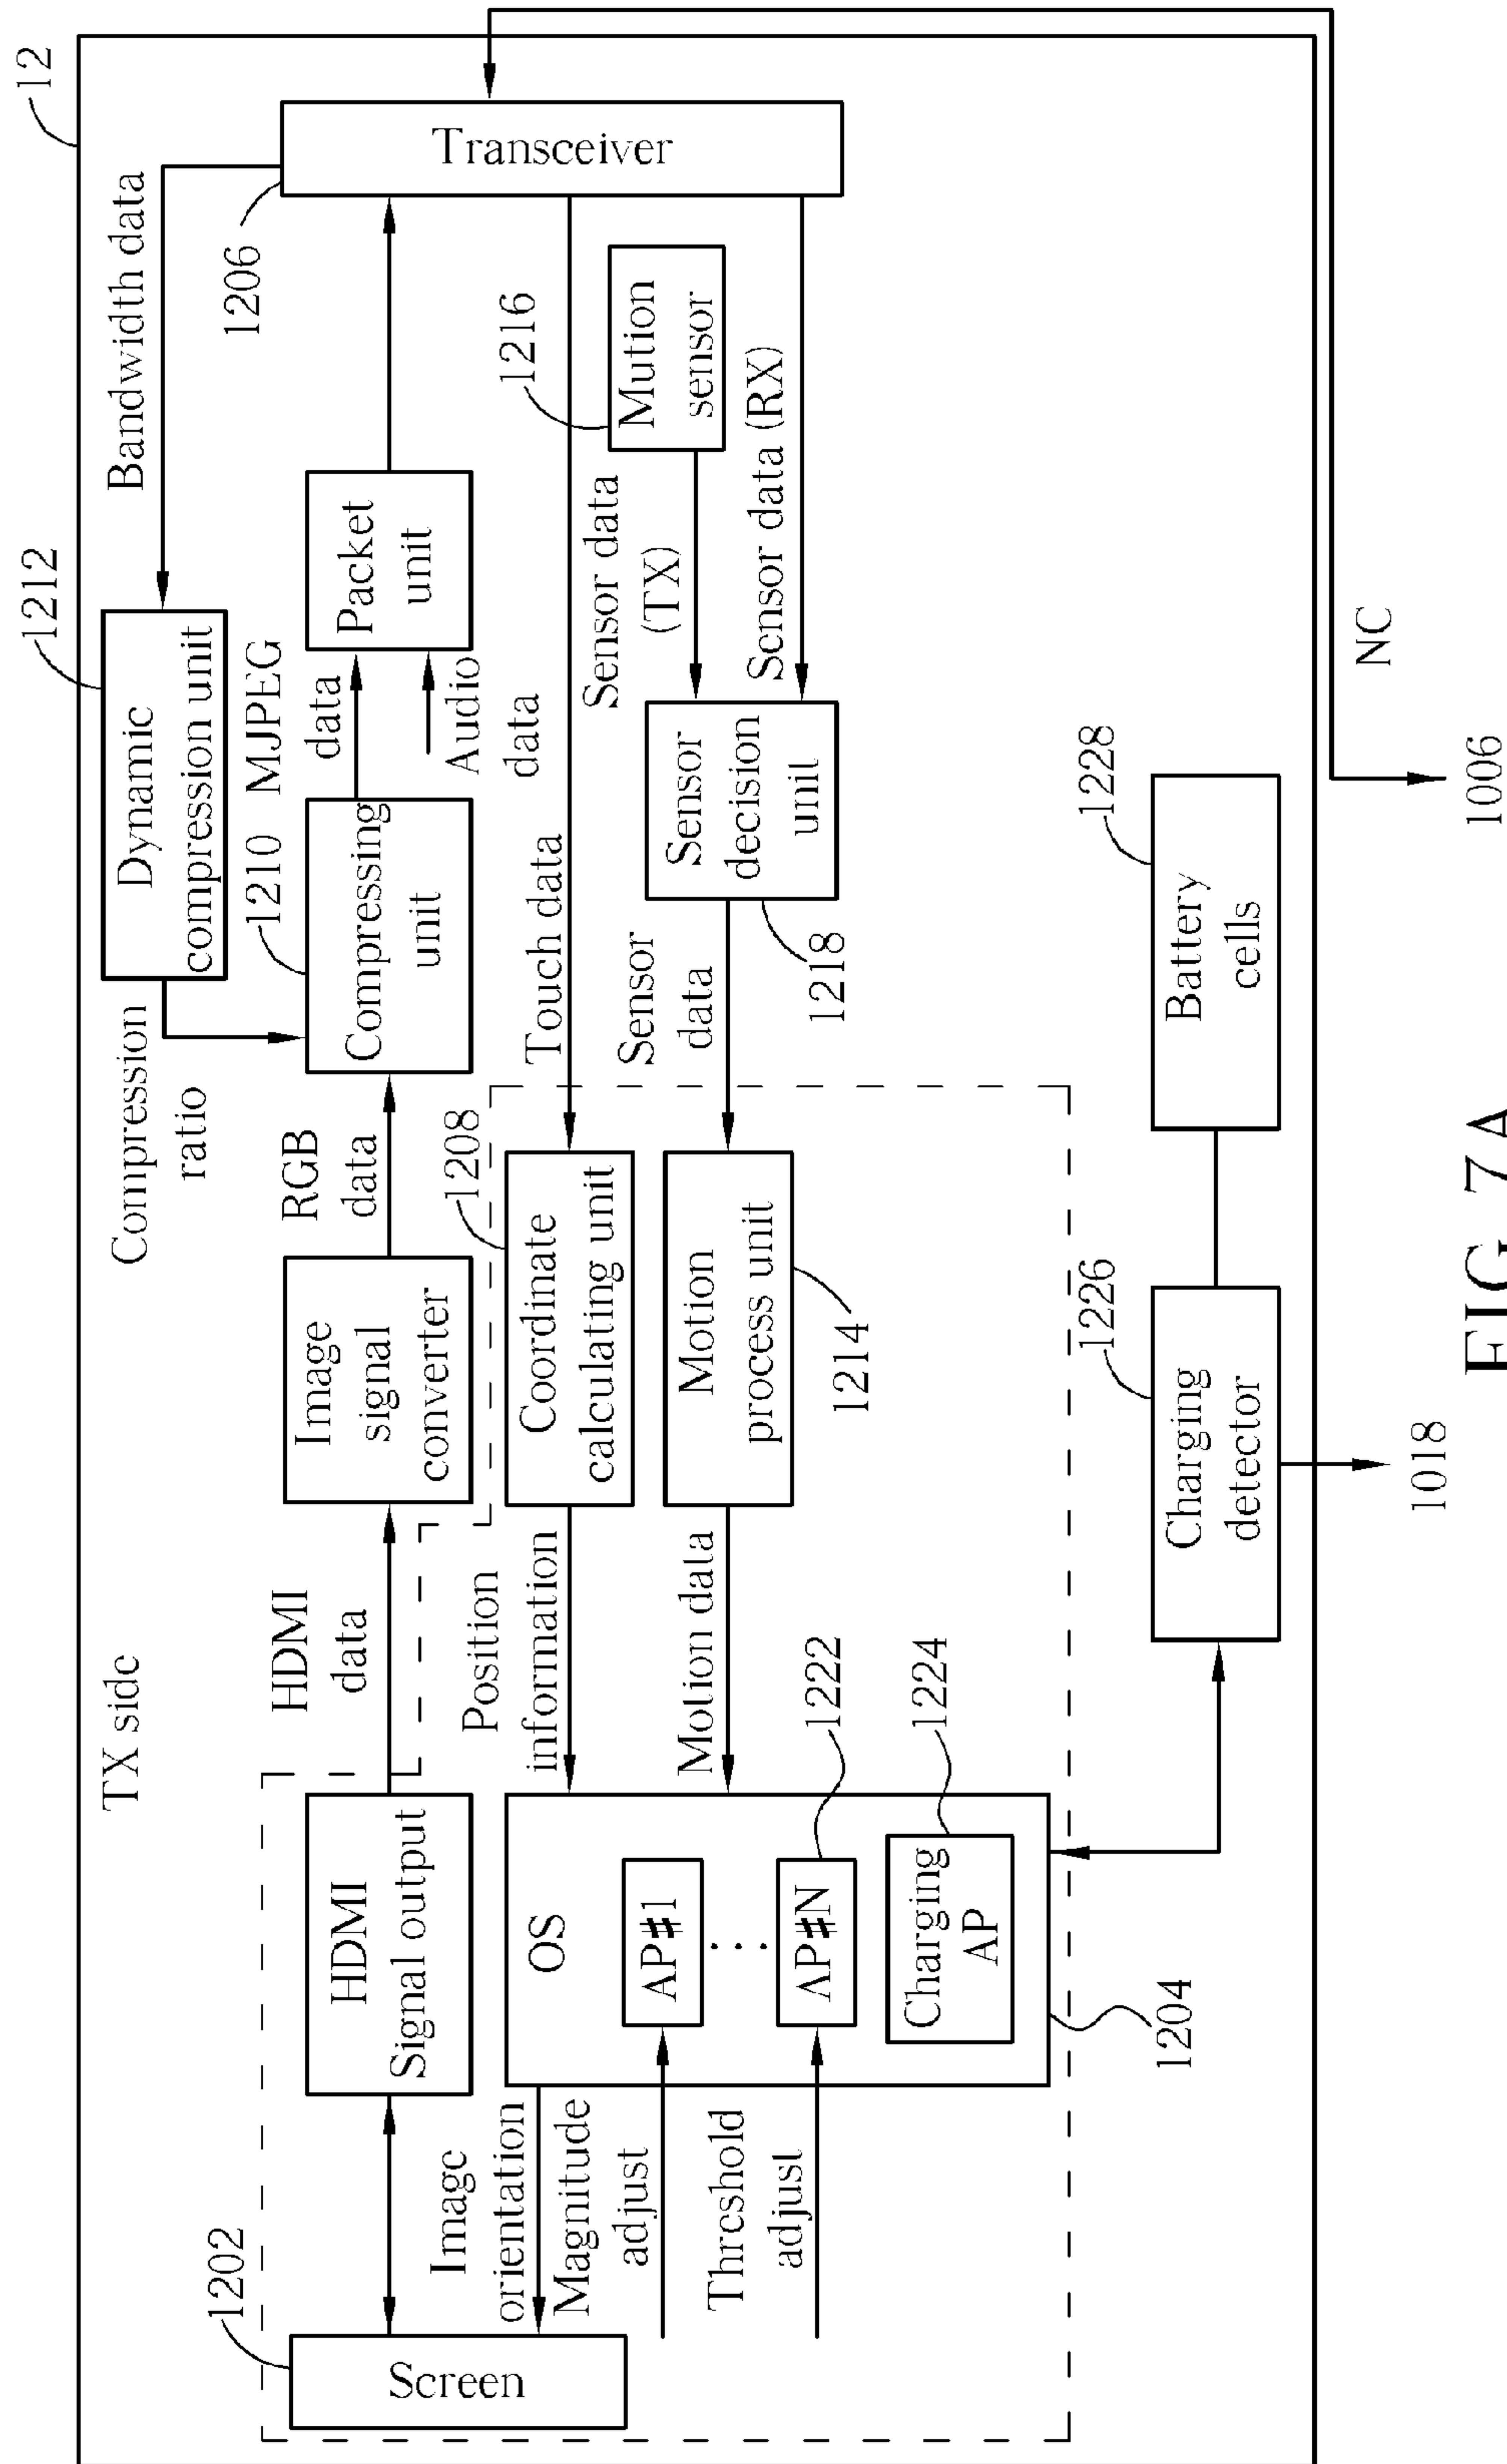 12
TX side
1212
Dynamic
compression unit
Bandwidth data
Compression
ratio
1206
Transceiver
1202
Screen
HDMI
Signal output
HDMI
data
Image
signal
converter
RGB
data
1210
Compressing
unit
MJPEG
data
Audio
data
Packet
unit
Image
orientation
OS
AP#1
...
AP#N
1222
Charging
AP
1224
1204
Magnitude
adjust
Threshold
adjust
Position
information
1208
Coordinate
calculating unit
Touch data
Motion data
Motion
process unit
1214
Sensor
data
Sensor
decision
unit
1218
Sensor data
(TX)
1216
Mution
sensor
Sensor data (RX)
1226
Charging
detector
1228
Battery
cells
1018
1006
NC
FIG 7A